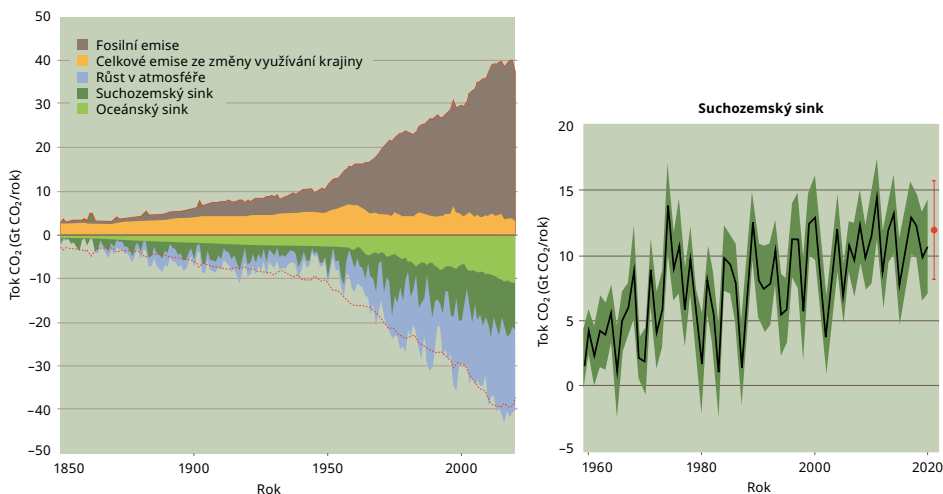 50
40
30
20
10
0
–10
–20
–30
–40
–50
Tok CO₂ (Gt CO₂/rok)
Fosilní emise
Celkové emise ze změny využívání krajiny
Růst v atmosféře
Suchozemský sink
Oceánský sink
1850
1900
1950
2000
Rok
Suchozemský sink
20
15
10
5
0
–5
Tok CO₂ (Gt CO₂/rok)
1960
1980
2000
2020
Rok